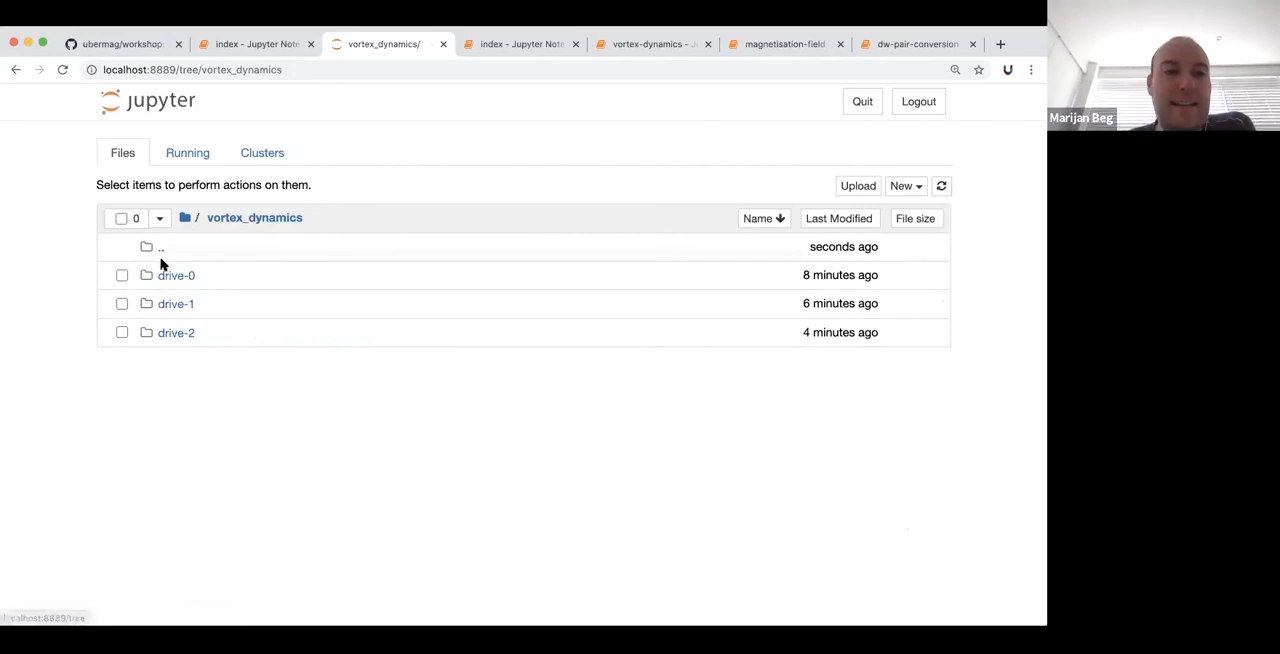 ubermag/workshop:
index - Jupyter Note
vortex_dynamics/
index - Jupyter Note
vortex-dynamics - J
magnetisation-field
dw-pair-conversion
localhost:8889/tree/vortex_dynamics
jupyter
Quit
Logout
Marijan Beg
Files
Running
Clusters
Select items to perform actions on them.
Upload
New
0
/ vortex_dynamics
Name
Last Modified
File size
..
seconds ago
drive-0
8 minutes ago
drive-1
6 minutes ago
drive-2
4 minutes ago
localhost:8889/tree